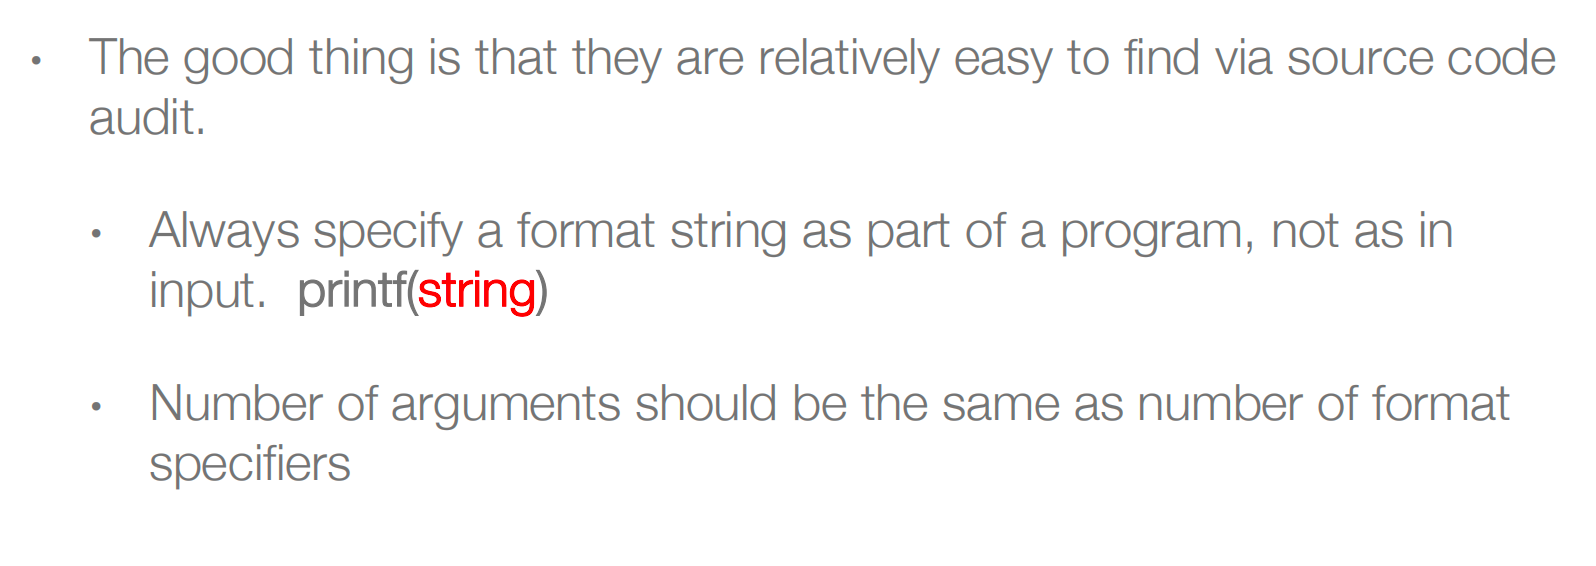 • The good thing is that they are relatively easy to find via source code
audit.
• Always specify a format string as part of a program, not as in
input. printf(string)
• Number of arguments should be the same as number of format
specifiers